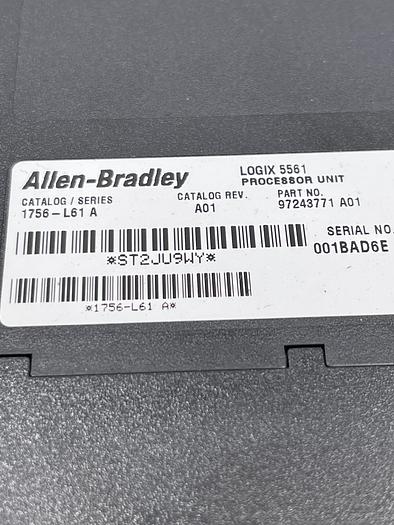 Allen-Bradley
LOGIX 5561
PROCESSOR UNIT
CATALOG / SERIES
1756-L61 A
CATALOG REV.
A01
PART NO.
97243771 A01
SERIAL NO.
001BAD6E
*ST2JU9WY*
*1756-L61 A*